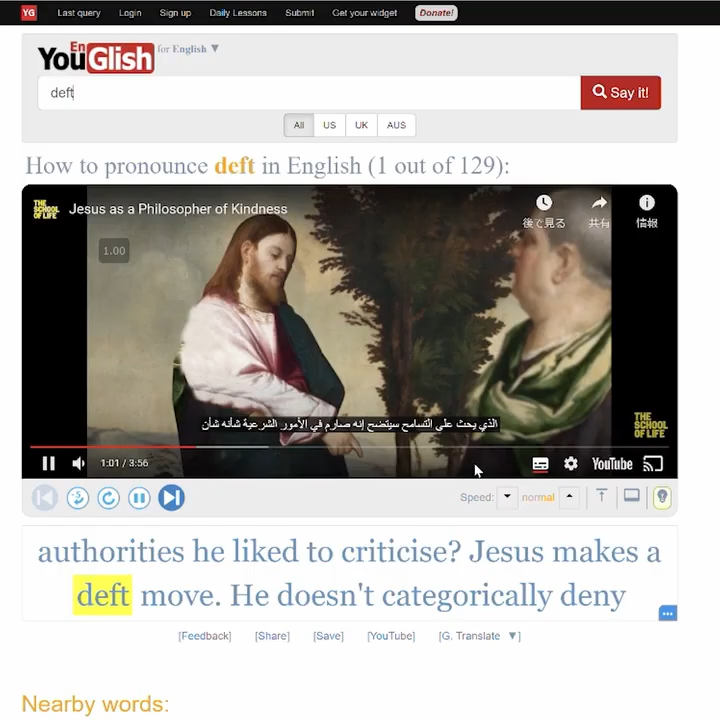 YG Last query Login Sign up Daily Lessons Submit Get your widget Donate!
YouEnGlish for English ▼
deft
Say it!
All US UK AUS
How to pronounce deft in English (1 out of 129):
THE SCHOOL OF LIFE
Jesus as a Philosopher of Kindness
後で見る 共有 情報
1.00
الذي يحث على التسامح سيتضح إنه صارم في الأمور الشرعية شأنه شأن
THE
SCHOOL
OF LIFE
1:01 / 3:56
YouTube
Speed: normal
authorities he liked to criticise? Jesus makes a
deft move. He doesn't categorically deny
[Feedback] [Share] [Save] [YouTube] [G. Translate ▼]
Nearby words: